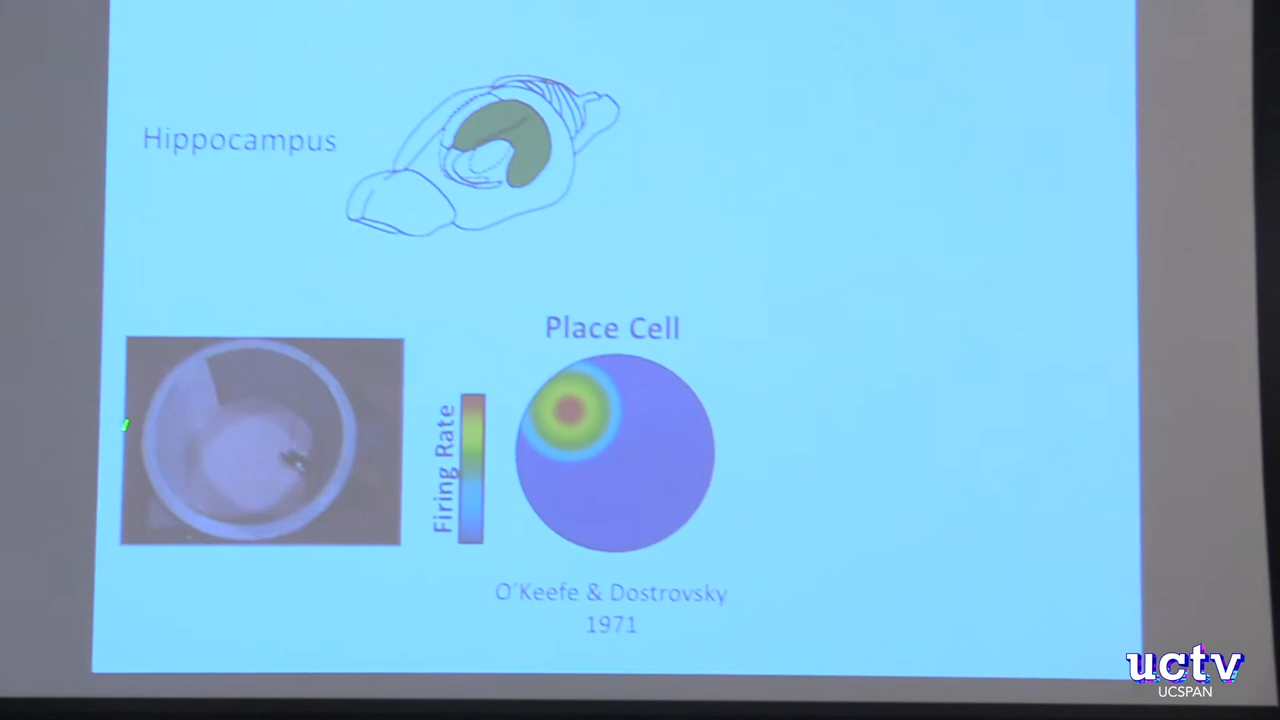 Hippocampus
Place Cell
Firing Rate
O'Keefe & Dostrovsky
1971
uctv
UCSPAN